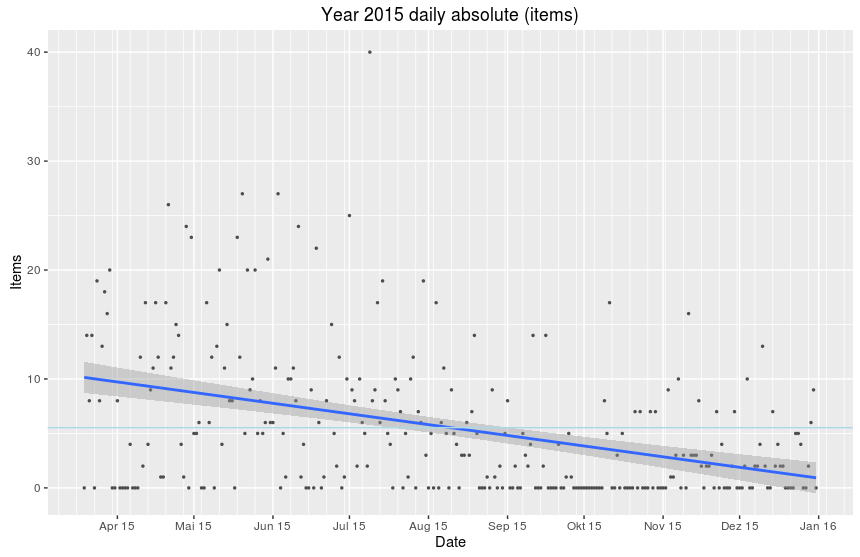 Year 2015 daily absolute (items)
40
30
20
10
0
Items
Apr 15 Mai 15 Jun 15 Jul 15 Aug 15 Sep 15 Okt 15 Nov 15 Dez 15 Jan 16
Date